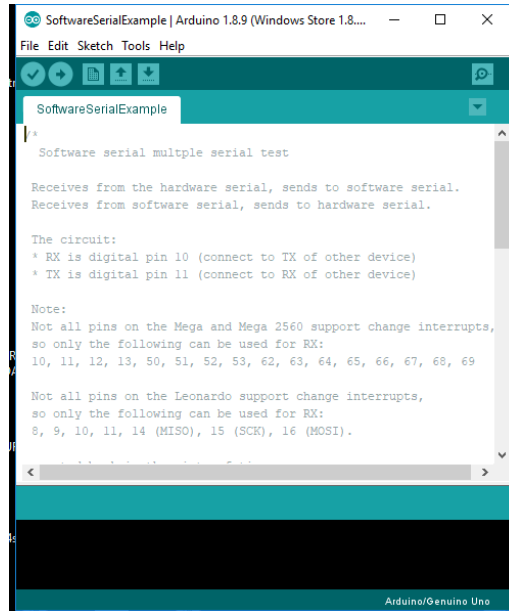 SoftwareSerialExample | Arduino 1.8.9 (Windows Store 1.8....
File Edit Sketch Tools Help
SoftwareSerialExample
/*
Software serial multple serial test
Receives from the hardware serial, sends to software serial.
Receives from software serial, sends to hardware serial.
The circuit:
* RX is digital pin 10 (connect to TX of other device)
* TX is digital pin 11 (connect to RX of other device)
Note:
Not all pins on the Mega and Mega 2560 support change interrupts,
so only the following can be used for RX:
10, 11, 12, 13, 50, 51, 52, 53, 62, 63, 64, 65, 66, 67, 68, 69
Not all pins on the Leonardo support change interrupts,
so only the following can be used for RX:
8, 9, 10, 11, 14 (MISO), 15 (SCK), 16 (MOSI).
Arduino/Genuino Uno